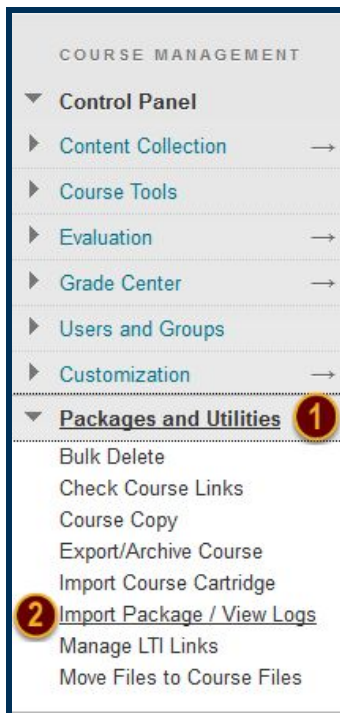 COURSE MANAGEMENT
Control Panel
Content Collection →
Course Tools
Evaluation →
Grade Center →
Users and Groups
Customization →
Packages and Utilities 1
Bulk Delete
Check Course Links
Course Copy
Export/Archive Course
Import Course Cartridge
2 Import Package / View Logs
Manage LTI Links
Move Files to Course Files